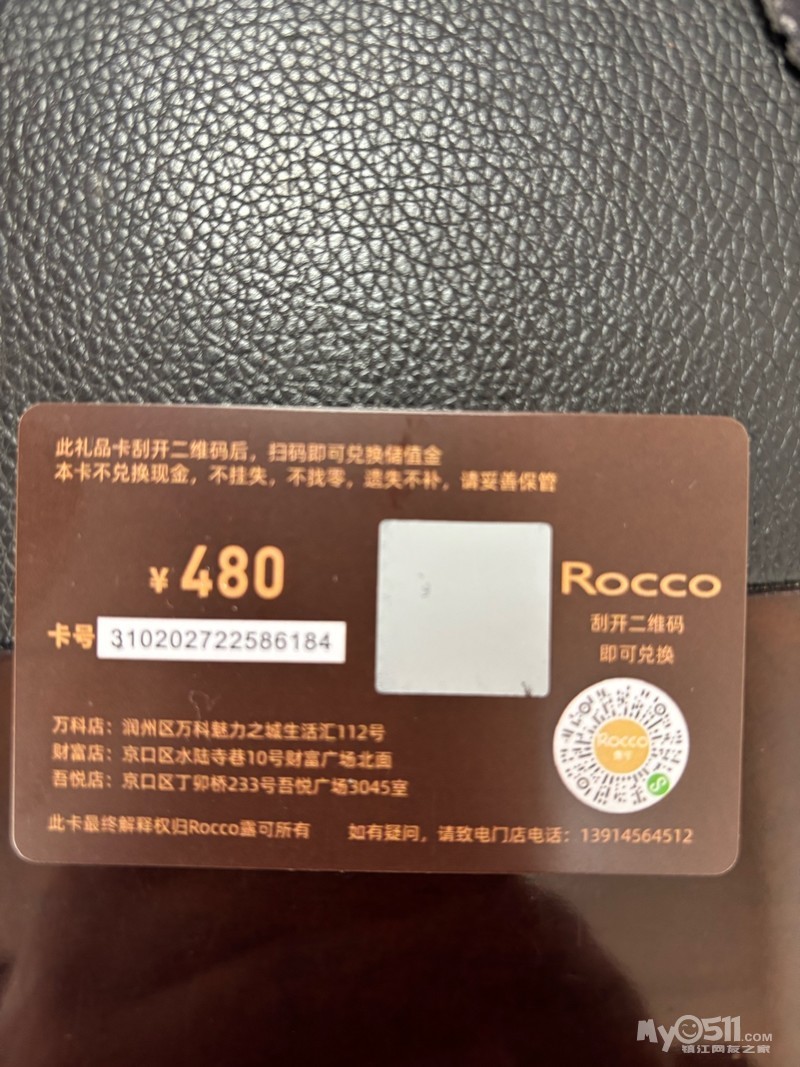 此礼品卡刮开二维码后，扫码即可兑换储值金
本卡不兑换现金，不挂失，不找零，遗失不补，请妥善保管
¥480
卡号 310202722586184
Rocco
刮开二维码
即可兑换
Rocco
万科店：润州区万科魅力之城生活汇112号
财富店：京口区水陆寺巷10号财富广场北面
吾悦店：京口区丁卯桥233号吾悦广场3045室
此卡最终解释权归Rocco露可所有 如有疑问，请致电门店电话：13914564512
My0511.COM
镇江网友之家